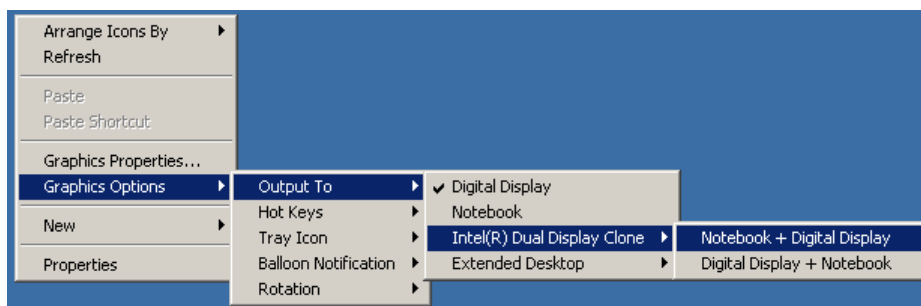 Arrange Icons By
Refresh
Paste
Paste Shortcut
Graphics Properties...
Graphics Options
New
Properties
Output To
Hot Keys
Tray Icon
Balloon Notification
Rotation
Digital Display
Notebook
Intel(R) Dual Display Clone
Extended Desktop
Notebook + Digital Display
Digital Display + Notebook